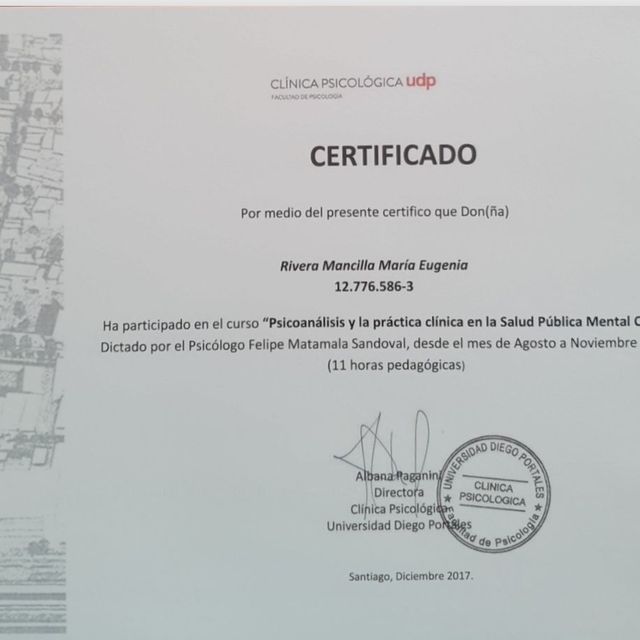 CLÍNICA PSICOLÓGICA udp
FACULTAD DE PSICOLOGÍA
CERTIFICADO
Por medio del presente certifico que Don(ña)
Rivera Mancilla María Eugenia
12.776.586-3
Ha participado en el curso “Psicoanálisis y la práctica clínica en la Salud Pública Mental C
Dictado por el Psicólogo Felipe Matamala Sandoval, desde el mes de Agosto a Noviembre
(11 horas pedagógicas)
Albana Paganini
Directora
Clínica Psicológica
Universidad Diego Portales
UNIVERSIDAD DIEGO PORTALES
CLINICA
PSICOLOGICA
Facultad de Psicología
Santiago, Diciembre 2017.